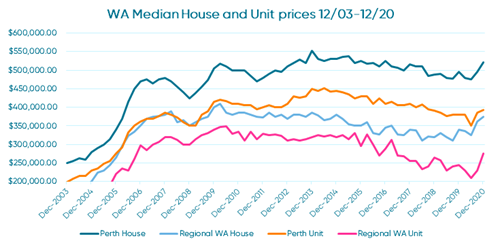 WA Median House and Unit prices 12/03-12/20
$600,000.00
$550,000.00
$500,000.00
$450,000.00
$400,000.00
$350,000.00
$300,000.00
$250,000.00
$200,000.00
Dec-2003
Dec-2004
Dec-2005
Dec-2006
Dec-2007
Dec-2008
Dec-2009
Dec-2010
Dec-2011
Dec-2012
Dec-2013
Dec-2014
Dec-2015
Dec-2016
Dec-2017
Dec-2018
Dec-2019
Dec-2020
Perth House
Regional WA House
Perth Unit
Regional WA Unit